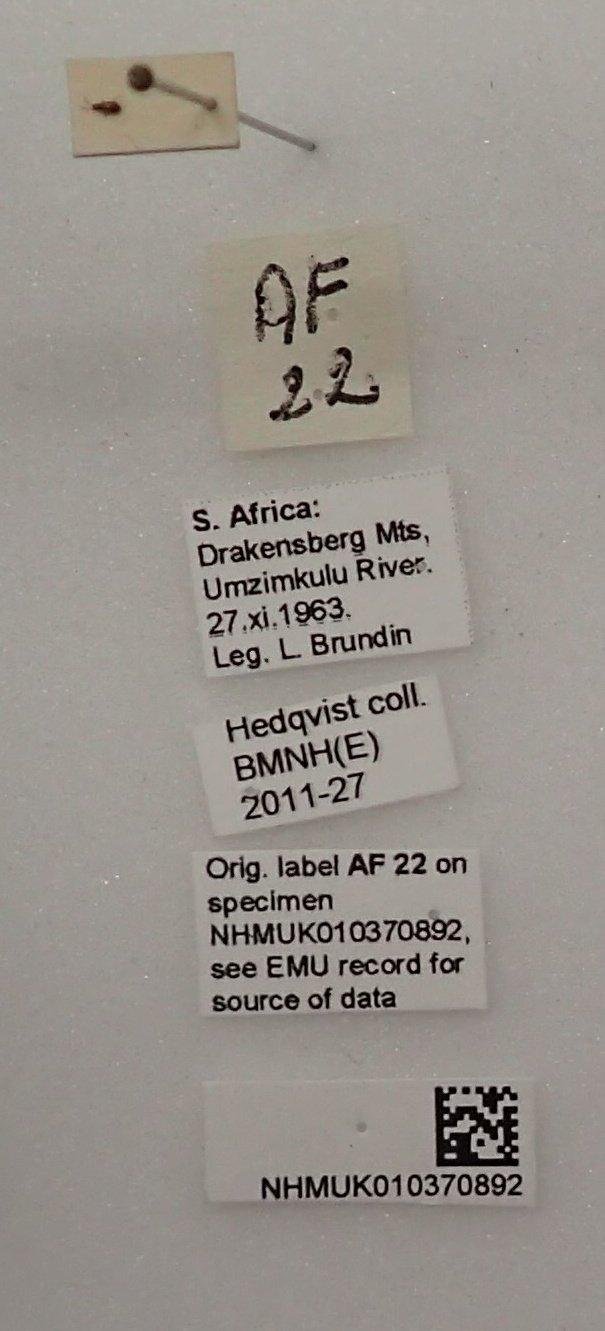 AF
22
S. Africa:
Drakensberg Mts,
Umzimkulu River.
27.xi.1963.
Leg. L. Brundin
Hedqvist coll.
BMNH(E)
2011-27
Orig. label AF 22 on
specimen
NHMUK010370892,
see EMU record for
source of data
NHMUK010370892